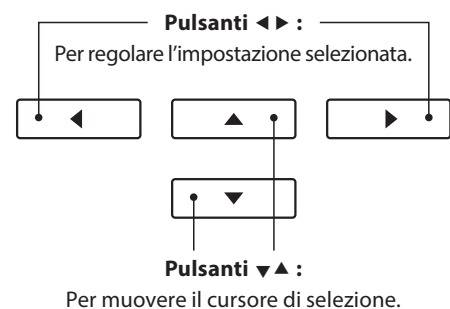 Pulsanti ◀ ▶ :
Per regolare l'impostazione selezionata.
Pulsanti ▼▲ :
Per muovere il cursore di selezione.